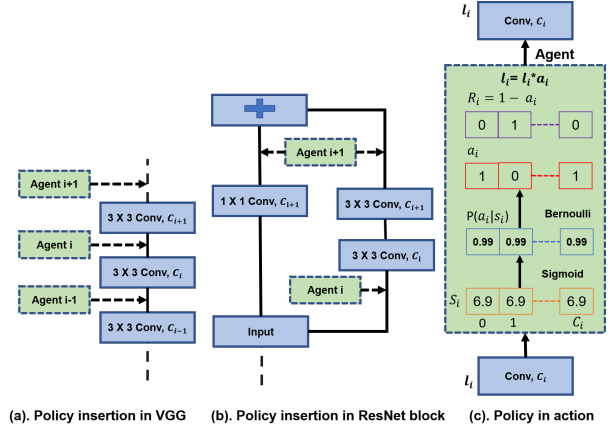 Agent i+1
3 X 3 Conv, C_{i+1}
Agent i
3 X 3 Conv, C_i
Agent i-1
3 X 3 Conv, C_{i−1}
(a). Policy insertion in VGG
Agent i+1
1 X 1 Conv, C_{i+1}
3 X 3 Conv, C_{i+1}
3 X 3 Conv, C_i
Agent i
Input
(b). Policy insertion in ResNet block
l_i
Conv, C_i
Agent
l_i= l_i*a_i
R_i = 1 − a_i
0 1 0
a_i
1 0 1
P(a_i|s_i) Bernoulli
0.99 0.99 0.99
Sigmoid
S_i 6.9 6.9 6.9
0 1 C_i
l_i
Conv, C_i
(c). Policy in action